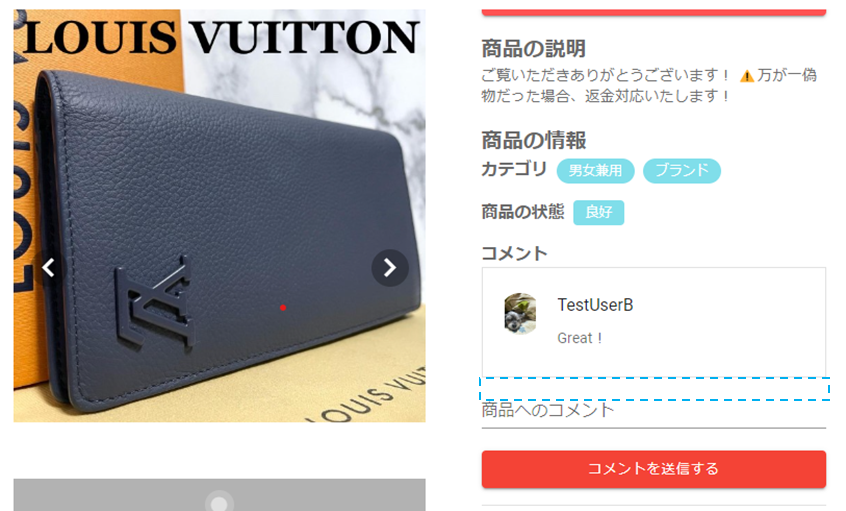 LOUIS VUITTON
LOUIS
LOUIS VUI
商品の説明
ご覧いただきありがとうございます！ ⚠️万が一偽
物だった場合、返金対応いたします！
商品の情報
カテゴリ 男女兼用 ブランド
商品の状態 良好
コメント
TestUserB
Great！
商品へのコメント
コメントを送信する